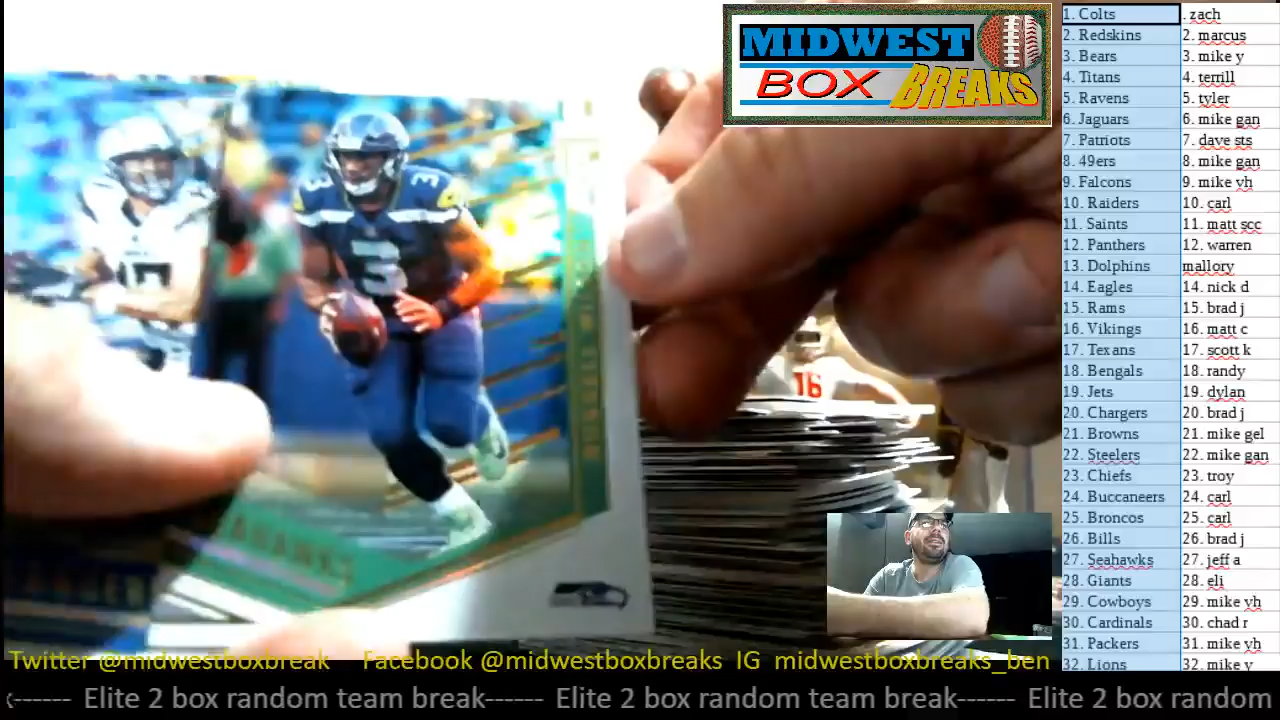 MIDWEST
BOX BREAKS
1. Colts . zach
2. Redskins 2. marcus
3. Bears 3. mike y
4. Titans 4. terrill
5. Ravens 5. tyler
6. Jaguars 6. mike gan
7. Patriots 7. dave sts
8. 49ers 8. mike gan
9. Falcons 9. mike vh
10. Raiders 10. carl
11. Saints 11. matt scc
12. Panthers 12. warren
13. Dolphins mallory
14. Eagles 14. nick d
15. Rams 15. brad j
16. Vikings 16. matt c
17. Texans 17. scott k
18. Bengals 18. randy
19. Jets 19. dylan
20. Chargers 20. brad j
21. Browns 21. mike gel
22. Steelers 22. mike gan
23. Chiefs 23. troy
24. Buccaneers 24. carl
25. Broncos 25. carl
26. Bills 26. brad j
27. Seahawks 27. jeff a
28. Giants 28. eli
29. Cowboys 29. mike vh
30. Cardinals 30. chad r
31. Packers 31. mike vh
32. Lions 32. mike y
3
3
16
Twitter @midwestboxbreak Facebook @midwestboxbreaks IG midwestboxbreaks_ben
------ Elite 2 box random team break------ Elite 2 box random team break------ Elite 2 box random